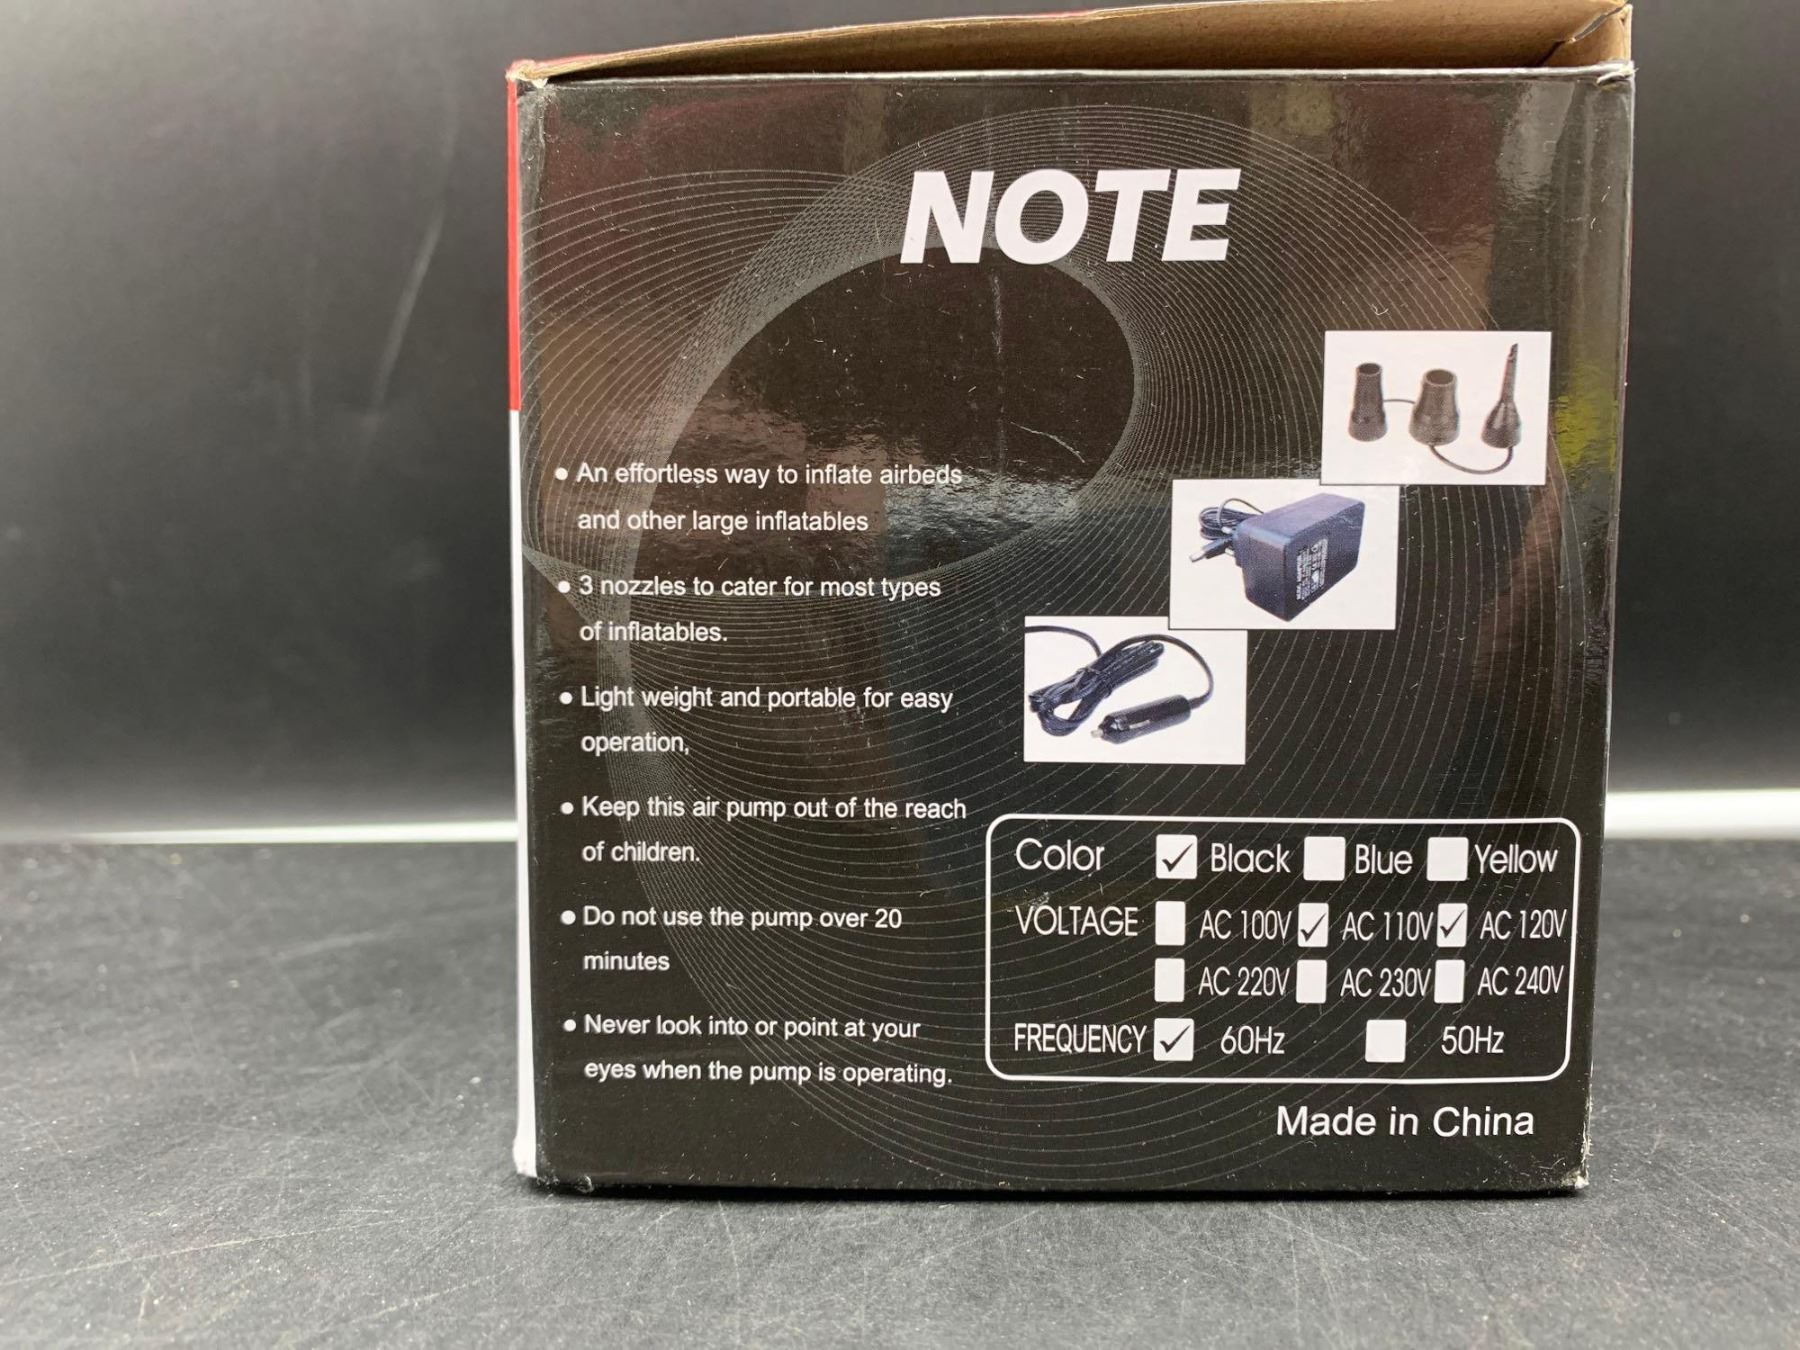 NOTE
● An effortless way to inflate airbeds
and other large inflatables
● 3 nozzles to cater for most types
of inflatables.
● Light weight and portable for easy
operation,
● Keep this air pump out of the reach
of children.
● Do not use the pump over 20
minutes
● Never look into or point at your
eyes when the pump is operating.
Color ☑ Black ☐ Blue ☐ Yellow
VOLTAGE ☐ AC 100V ☑ AC 110V ☑ AC 120V
☐ AC 220V ☐ AC 230V ☐ AC 240V
FREQUENCY ☑ 60Hz ☐ 50Hz
Made in China